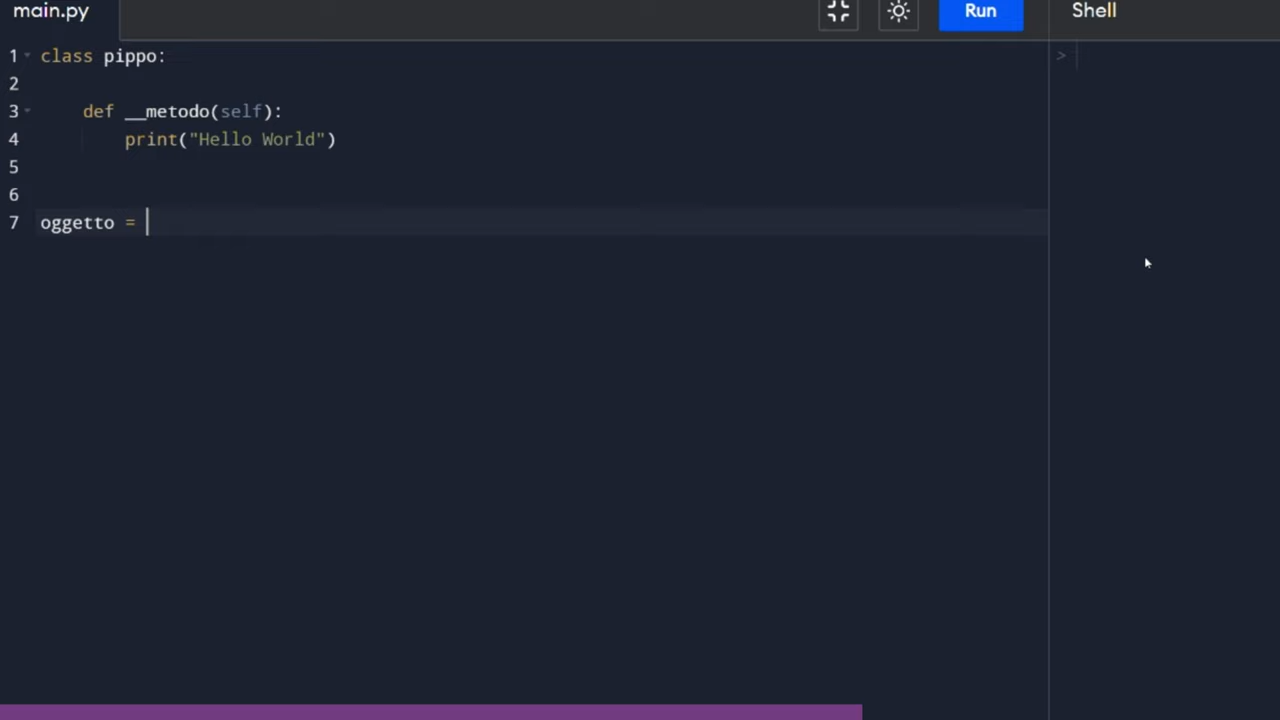 main.py Run Shell
1 class pippo: >
2
3 def __metodo(self):
4 print("Hello World")
5
6
7 oggetto =